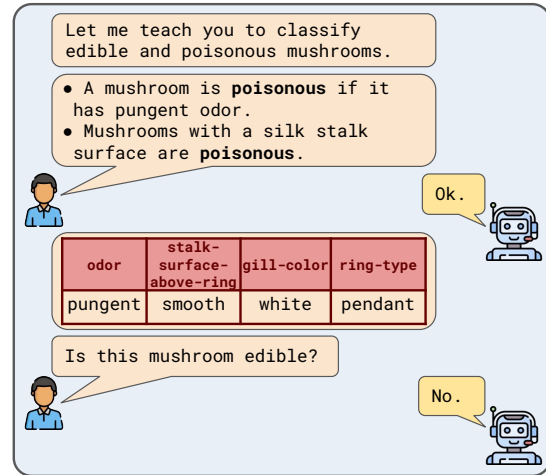 Let me teach you to classify
edible and poisonous mushrooms.
● A mushroom is poisonous if it
has pungent odor.
● Mushrooms with a silk stalk
surface are poisonous.
Ok.
odor
stalk-
surface-
above-ring
gill-color
ring-type
pungent
smooth
white
pendant
Is this mushroom edible?
No.